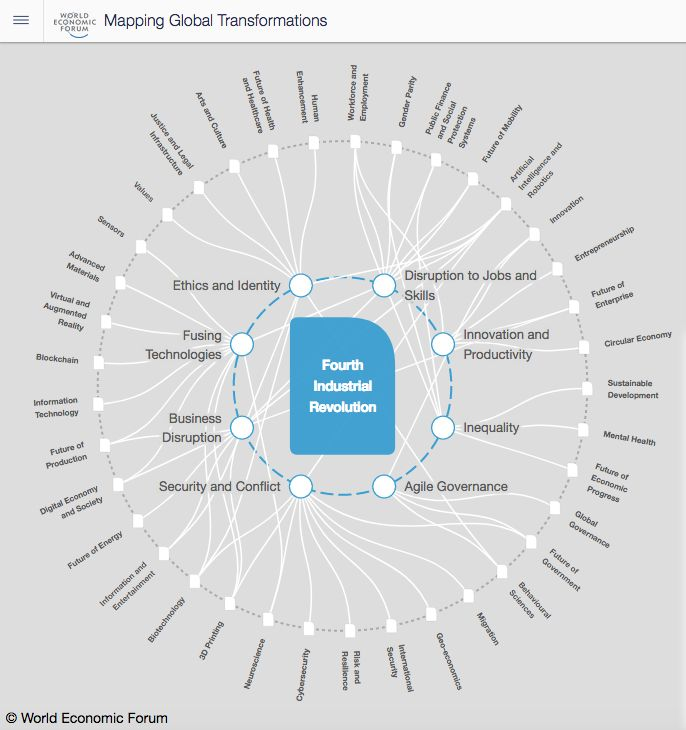 WORLD
ECONOMIC
FORUM
Mapping Global Transformations
Workforce and
Employment
Gender Parity
Public Finance
and Social
Protection
Systems
Future of Mobility
Artificial
Intelligence and
Robotics
Innovation
Entrepreneurship
Future of
Enterprise
Circular Economy
Sustainable
Development
Mental Health
Future of
Economic
Progress
Global
Governance
Future of
Government
Behavioural
Sciences
Migration
Geo-economics
International
Security
Risk and
Resilience
Cybersecurity
Neuroscience
3D Printing
Biotechnology
Information and
Entertainment
Future of Energy
Digital Economy
and Society
Future of
Production
Information
Technology
Blockchain
Virtual and
Augmented
Reality
Advanced
Materials
Sensors
Values
Justice and Legal
Infrastructure
Arts and Culture
Future of Health
and Healthcare
Human
Enhancement
Ethics and Identity
Disruption to Jobs and
Skills
Fusing
Technologies
Innovation and
Productivity
Business
Disruption
Inequality
Security and Conflict
Agile Governance
Fourth
Industrial
Revolution
© World Economic Forum